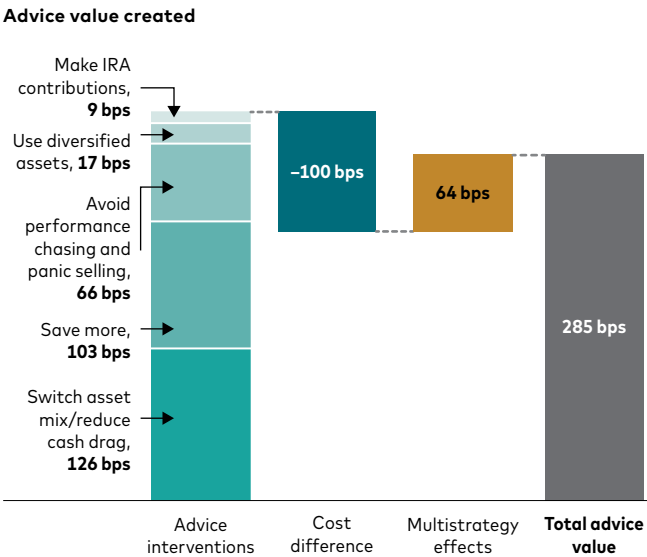 Advice value created
Make IRA
contributions,
9 bps
Use diversified
assets, 17 bps
Avoid
performance
chasing and
panic selling,
66 bps
Save more,
103 bps
Switch asset
mix/reduce
cash drag,
126 bps
–100 bps
64 bps
285 bps
Advice
interventions
Cost
difference
Multistrategy
effects
Total advice
value